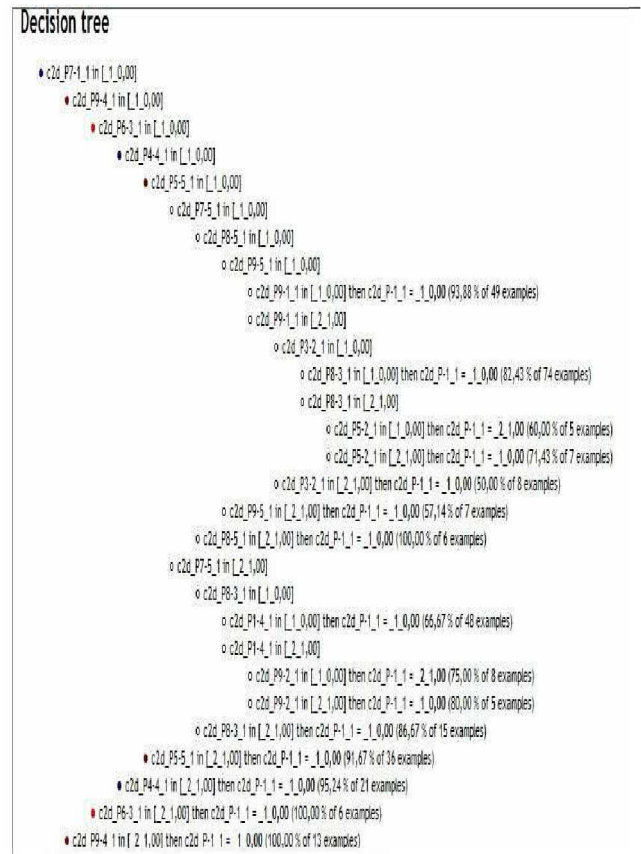 Decision tree
c2d_P7-1_1 in [_1_0,00]
c2d_P9-4_1 in [_1_0,00]
c2d_P6-3_1 in [_1_0,00]
c2d_P4-4_1 in [_1_0,00]
c2d_P5-5_1 in [_1_0,00]
c2d_P7-5_1 in [_1_0,00]
c2d_P8-5_1 in [_1_0,00]
c2d_P9-5_1 in [_1_0,00]
c2d_P9-1_1 in [_1_0,00] then c2d_P-1_1 = _1_0,00 (93,88 % of 49 examples)
c2d_P9-1_1 in [_2_1,00]
c2d_P3-2_1 in [_1_0,00]
c2d_P8-3_1 in [_1_0,00] then c2d_P-1_1 = _1_0,00 (82,43 % of 74 examples)
c2d_P8-3_1 in [_2_1,00]
c2d_P5-2_1 in [_1_0,00] then c2d_P-1_1 = _2_1,00 (60,00 % of 5 examples)
c2d_P5-2_1 in [_2_1,00] then c2d_P-1_1 = _1_0,00 (71,43 % of 7 examples)
c2d_P3-2_1 in [_2_1,00] then c2d_P-1_1 = _1_0,00 (50,00 % of 8 examples)
c2d_P9-5_1 in [_2_1,00] then c2d_P-1_1 = _1_0,00 (57,14 % of 7 examples)
c2d_P8-5_1 in [_2_1,00] then c2d_P-1_1 = _1_0,00 (100,00 % of 6 examples)
c2d_P7-5_1 in [_2_1,00]
c2d_P8-3_1 in [_1_0,00]
c2d_P1-4_1 in [_1_0,00] then c2d_P-1_1 = _1_0,00 (66,67 % of 48 examples)
c2d_P1-4_1 in [_2_1,00]
c2d_P9-2_1 in [_1_0,00] then c2d_P-1_1 = _2_1,00 (75,00 % of 8 examples)
c2d_P9-2_1 in [_2_1,00] then c2d_P-1_1 = _1_0,00 (80,00 % of 5 examples)
c2d_P8-3_1 in [_2_1,00] then c2d_P-1_1 = _1_0,00 (86,67 % of 15 examples)
c2d_P5-5_1 in [_2_1,00] then c2d_P-1_1 = _1_0,00 (91,67 % of 36 examples)
c2d_P4-4_1 in [_2_1,00] then c2d_P-1_1 = _1_0,00 (95,24 % of 21 examples)
c2d_P6-3_1 in [_2_1,00] then c2d_P-1_1 = _1_0,00 (100,00 % of 6 examples)
c2d_P9-4_1 in [_2_1,00] then c2d_P-1_1 = _1_0,00 (100,00 % of 13 examples)